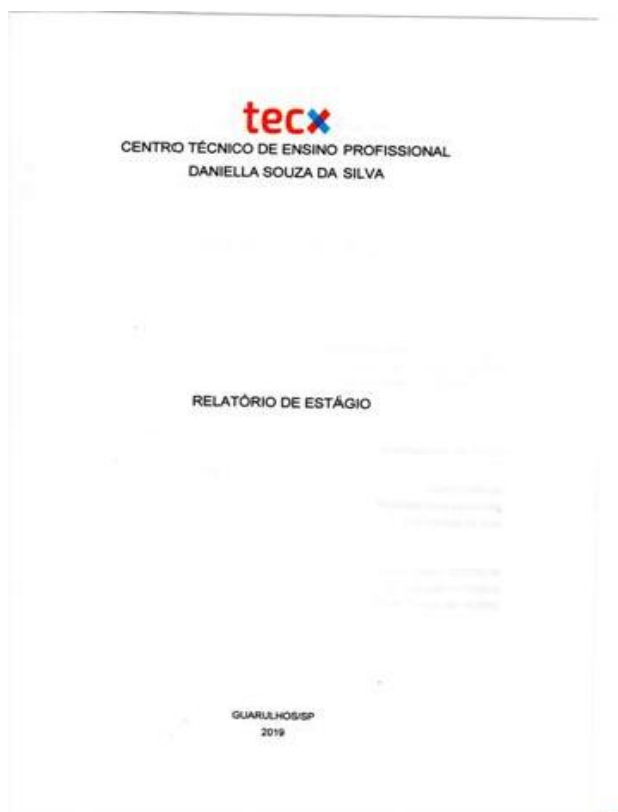 tecx
CENTRO TÉCNICO DE ENSINO PROFISSIONAL
DANIELLA SOUZA DA SILVA
RELATÓRIO DE ESTÁGIO
GUARULHOS/SP
2019